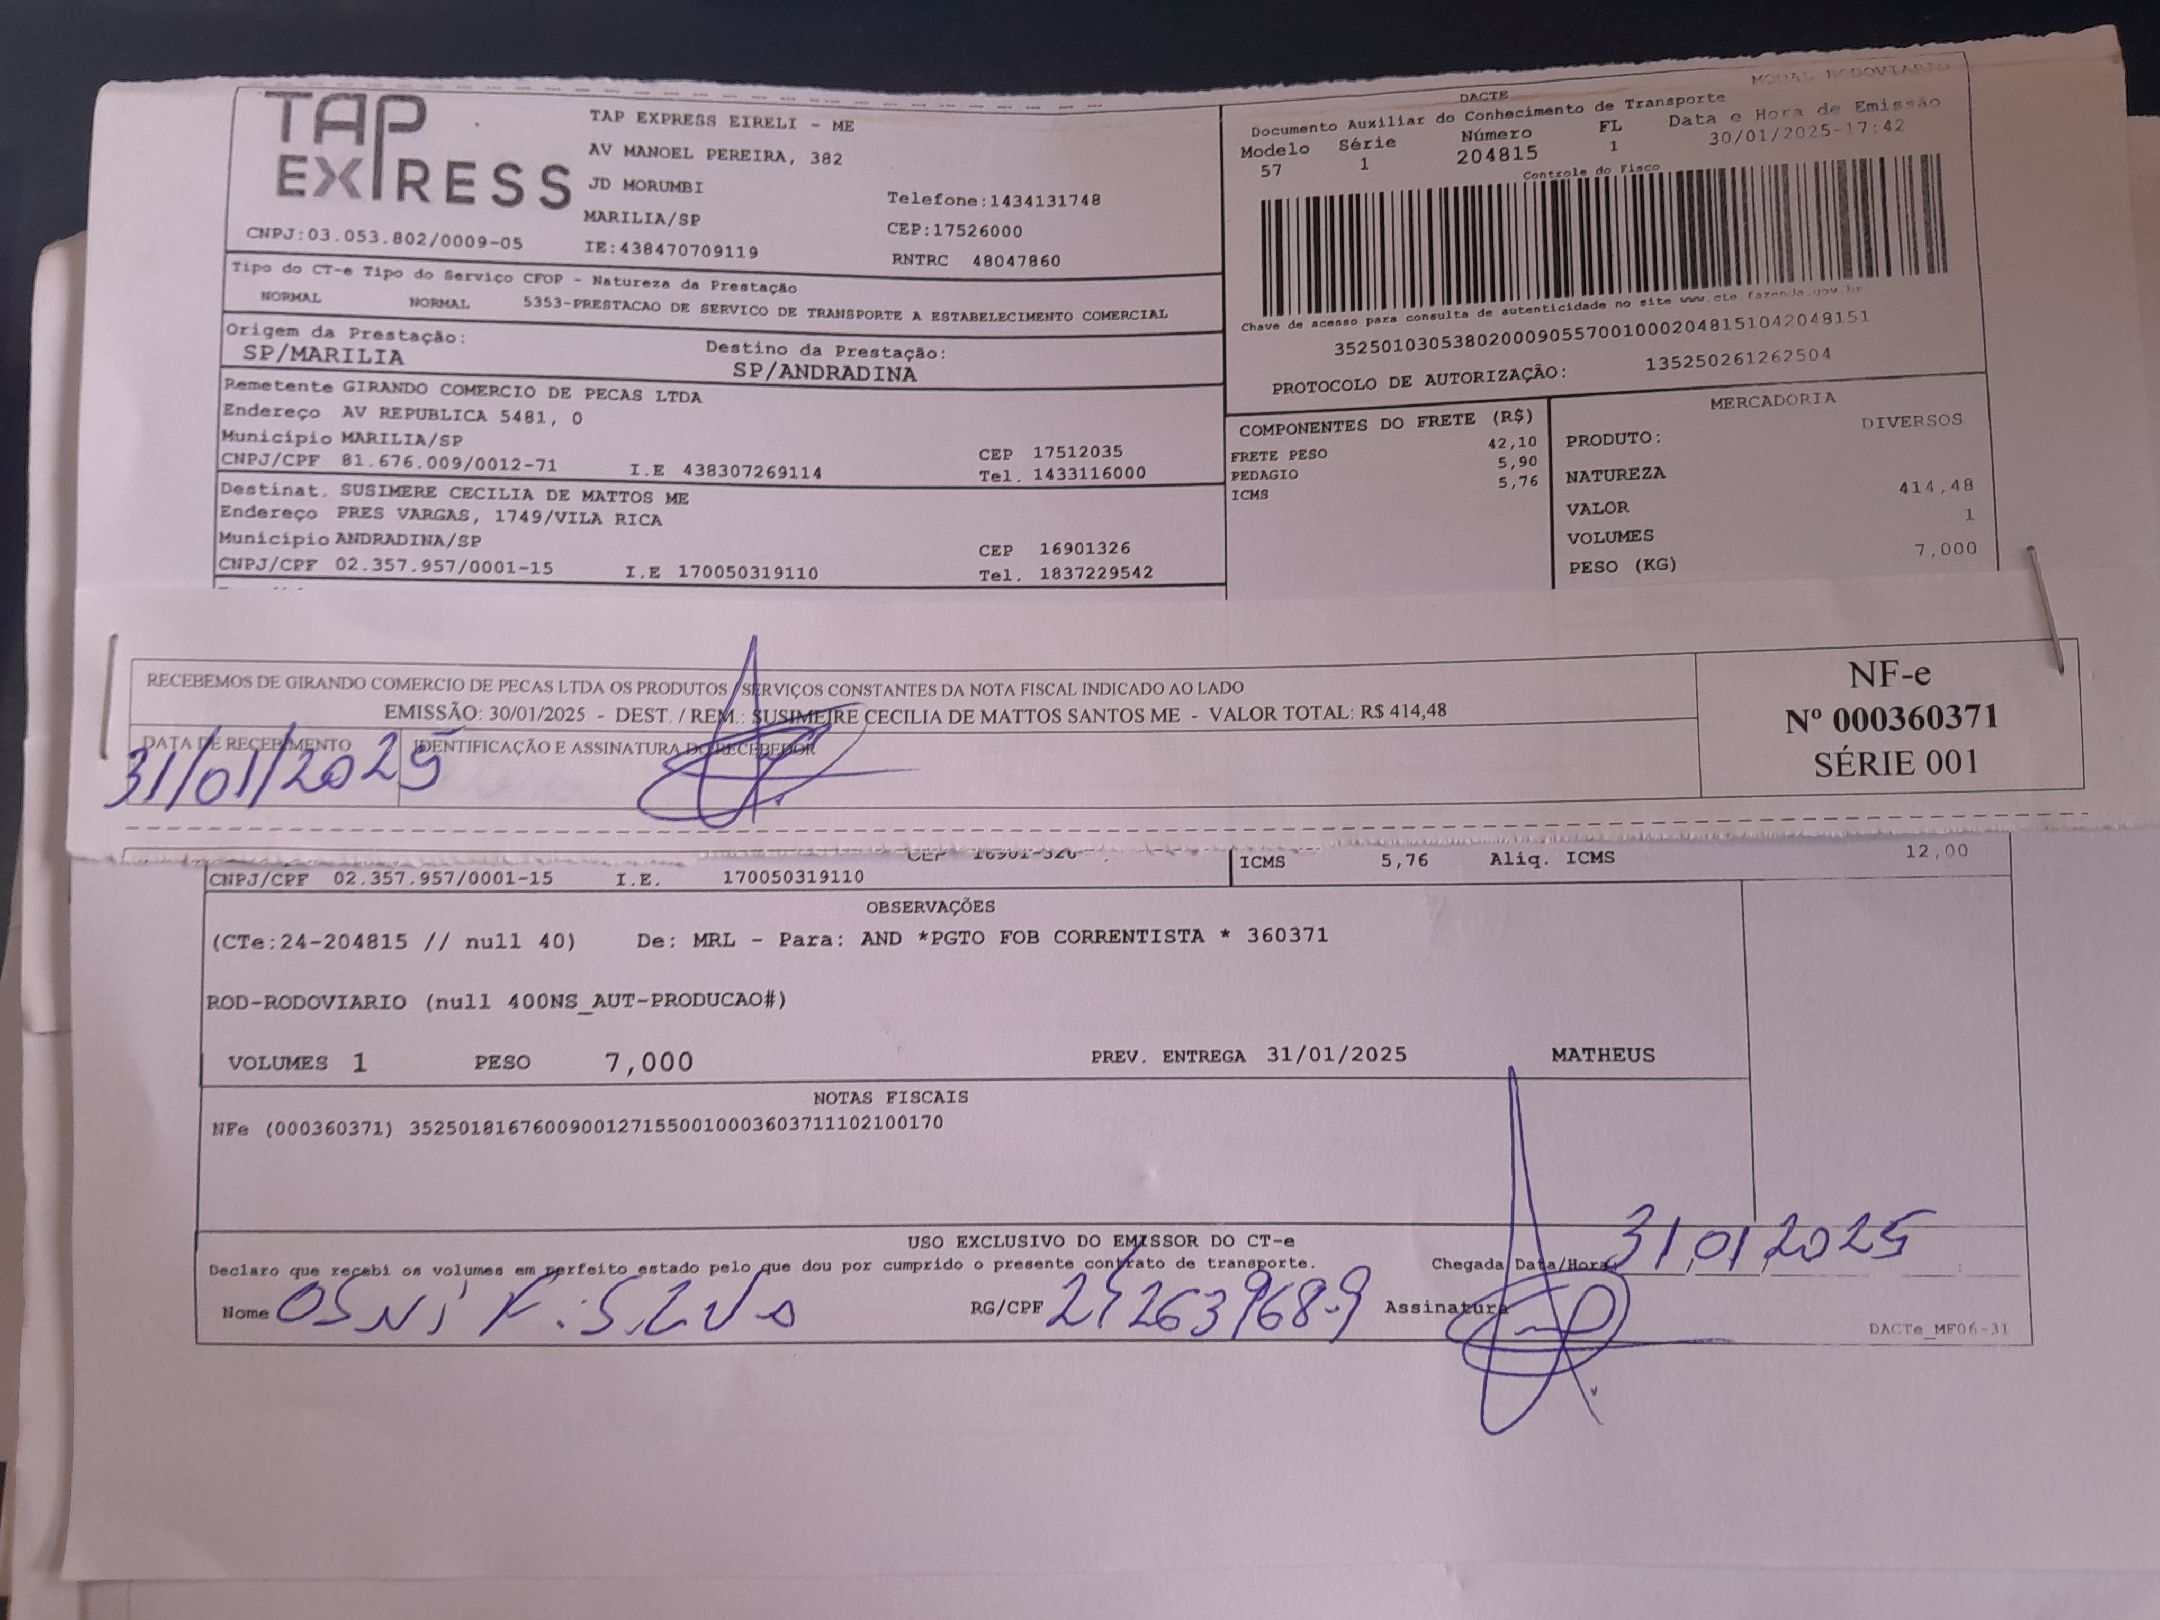 TAP EXPRESS
TAP EXPRESS EIRELI - ME
AV MANOEL PEREIRA, 382
JD MORUMBI
MARILIA/SP
Telefone:1434131748
CEP:17526000
CNPJ:03.053.802/0009-05
IE:438470709119
RNTRC 48047860
MODAL RODOVIARIO
DACTE
Documento Auxiliar do Conhecimento de Transporte
Modelo Série Número FL Data e Hora de Emissão
57 1 204815 1 30/01/2025-17:42
Controle do Fisco
Chave de acesso para consulta de autenticidade no site www.cte.fazenda.gov.br
35250103053802000905570010002048151042048151
PROTOCOLO DE AUTORIZAÇÃO: 135250261262504
Tipo do CT-e Tipo do Serviço CFOP - Natureza da Prestação
NORMAL NORMAL 5353-PRESTACAO DE SERVICO DE TRANSPORTE A ESTABELECIMENTO COMERCIAL
Origem da Prestação: Destino da Prestação:
SP/MARILIA SP/ANDRADINA
Remetente GIRANDO COMERCIO DE PECAS LTDA
Endereço AV REPUBLICA 5481, 0
Município MARILIA/SP CEP 17512035
CNPJ/CPF 81.676.009/0012-71 I.E 438307269114 Tel. 1433116000
Destinat. SUSIMERE CECILIA DE MATTOS ME
Endereço PRES VARGAS, 1749/VILA RICA
Município ANDRADINA/SP CEP 16901326
CNPJ/CPF 02.357.957/0001-15 I.E 170050319110 Tel. 1837229542
COMPONENTES DO FRETE (R$)
FRETE PESO 42,10
PEDAGIO 5,90
ICMS 5,76
MERCADORIA
PRODUTO: DIVERSOS
NATUREZA
VALOR 414,48
VOLUMES 1
PESO (KG) 7,000
RECEBEMOS DE GIRANDO COMERCIO DE PECAS LTDA OS PRODUTOS / SERVIÇOS CONSTANTES DA NOTA FISCAL INDICADO AO LADO
EMISSÃO: 30/01/2025 - DEST. / REM.: SUSIMEIRE CECILIA DE MATTOS SANTOS ME - VALOR TOTAL: R$ 414,48
DATA DE RECEBIMENTO IDENTIFICAÇÃO E ASSINATURA DO RECEBEDOR
31/01/2025
NF-e
Nº 000360371
SÉRIE 001
CEP 16901-326
CNPJ/CPF 02.357.957/0001-15 I.E. 170050319110
ICMS 5,76 Aliq. ICMS 12,00
OBSERVAÇÕES
(CTe:24-204815 // null 40) De: MRL - Para: AND *PGTO FOB CORRENTISTA * 360371
ROD-RODOVIARIO (null 400NS_AUT-PRODUCAO#)
VOLUMES 1 PESO 7,000 PREV. ENTREGA 31/01/2025 MATHEUS
NOTAS FISCAIS
NFe (000360371) 35250181676009001271550010003603711102100170
USO EXCLUSIVO DO EMISSOR DO CT-e
Declaro que recebi os volumes em perfeito estado pelo que dou por cumprido o presente contrato de transporte. Chegada Data/Hora 31/01/2025
Nome OSNI F. SILVA RG/CPF Assinatura
DACTe_MF06-31